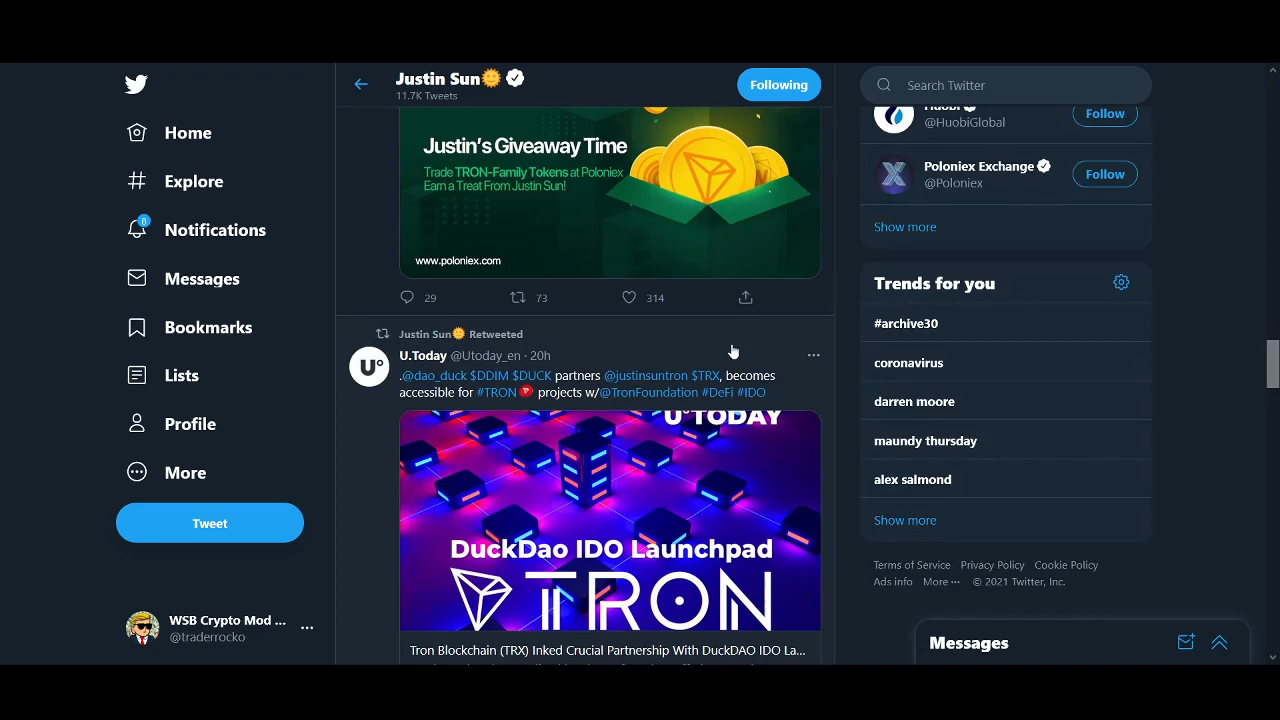 Home
Explore
8
Notifications
Messages
Bookmarks
Lists
Profile
More
Tweet
WSB Crypto Mod ...
@traderrocko
Justin Sun🌞
11.7K Tweets
Following
Justin's Giveaway Time
Trade TRON-Family Tokens at Poloniex
Earn a Treat From Justin Sun!
www.poloniex.com
29
73
314
Justin Sun🌞 Retweeted
U.Today @Utoday_en · 20h
.@dao_duck $DDIM $DUCK partners @justinsuntron $TRX, becomes
accessible for #TRON projects w/@TronFoundation #DeFi #IDO
U°TODAY
DuckDao IDO Launchpad
TRON
Tron Blockchain (TRX) Inked Crucial Partnership With DuckDAO IDO La...
Search Twitter
Huobi
@HuobiGlobal
Follow
Poloniex Exchange
@Poloniex
Follow
Show more
Trends for you
#archive30
coronavirus
darren moore
maundy thursday
alex salmond
Show more
Terms of Service Privacy Policy Cookie Policy
Ads info More ··· © 2021 Twitter, Inc.
Messages